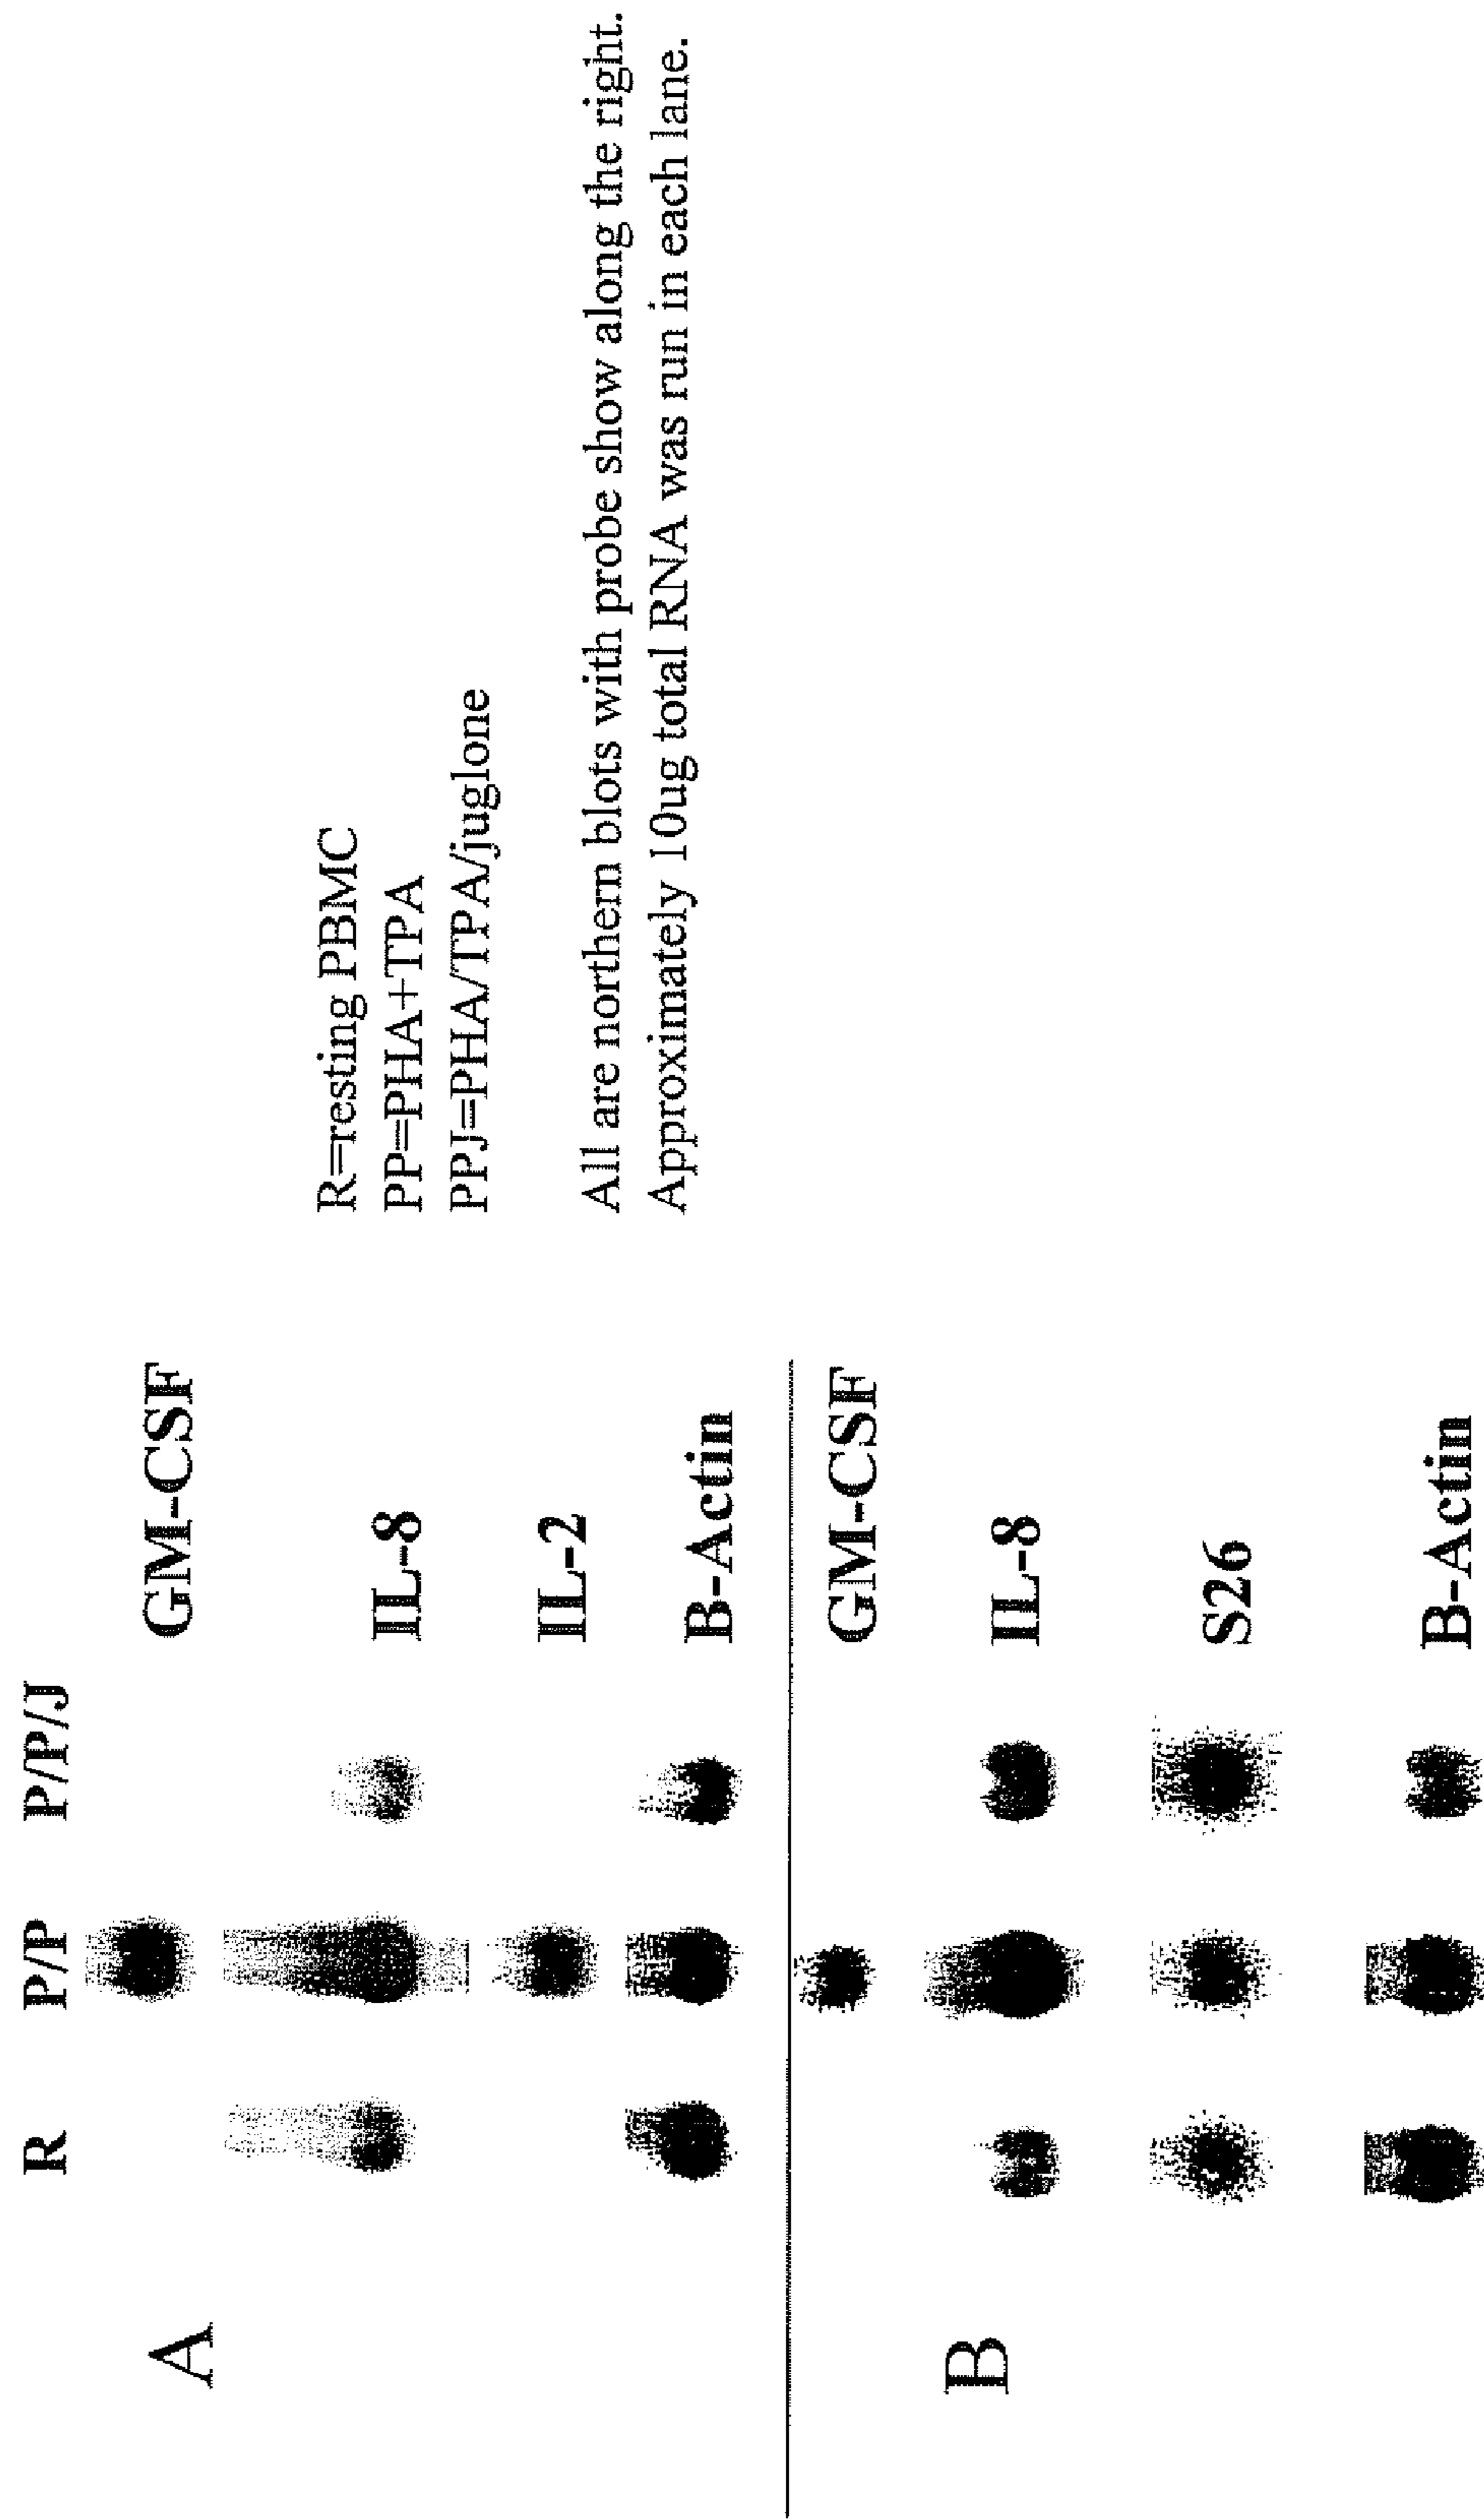 R P/P P/P/J
A
GM-CSF
IL-8
IL-2
B-Actin
R=resting PBMC
PP=PHA+TPA
PPJ=PHA/TPA/juglone
All are northern blots with probe show along the right.
Approximately 10ug total RNA was run in each lane.
B
GM-CSF
IL-8
S26
B-Actin